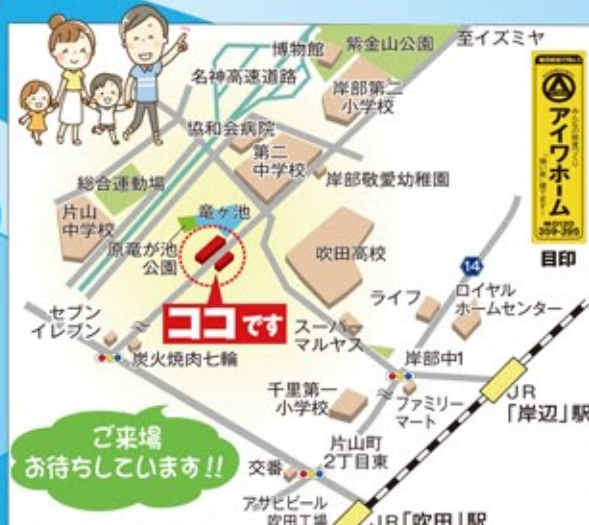 博物館
紫金山公園
至イズミヤ
名神高速道路
岸部第二
小学校
協和会病院
第二
中学校
岸部敬愛幼稚園
総合運動場
片山
中学校
竜ヶ池
原竜が池
公園
吹田高校
アイワホーム
359-395
目印
14
ロイヤル
ホームセンター
ライフ
ココです
セブン
イレブン
炭火焼肉七輪
スーパー
マルヤス
岸部中1
千里第一
小学校
ファミリー
マート
JR
「岸辺」駅
ご来場
お待ちしています!!
片山町
2丁目東
交番
アサヒビール
吹田工場
JR「吹田」駅